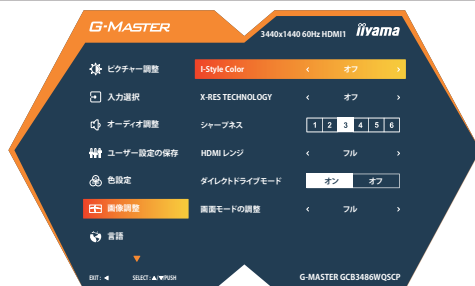 G-MASTER
3440x1440 60Hz HDMI1 iiyama
ピクチャー調整
I-Style Color ‹ オフ ›
入力選択
X-RES TECHNOLOGY ‹ オフ ›
オーディオ調整
シャープネス 1 2 3 4 5 6
ユーザー設定の保存
HDMI レンジ ‹ フル ›
色設定
ダイレクトドライブモード オン オフ
画像調整
画面モードの調整 ‹ フル ›
言語
EXIT : ◄ SELECT : ▲/▼/PUSH
G-MASTER GCB3486WQSCP